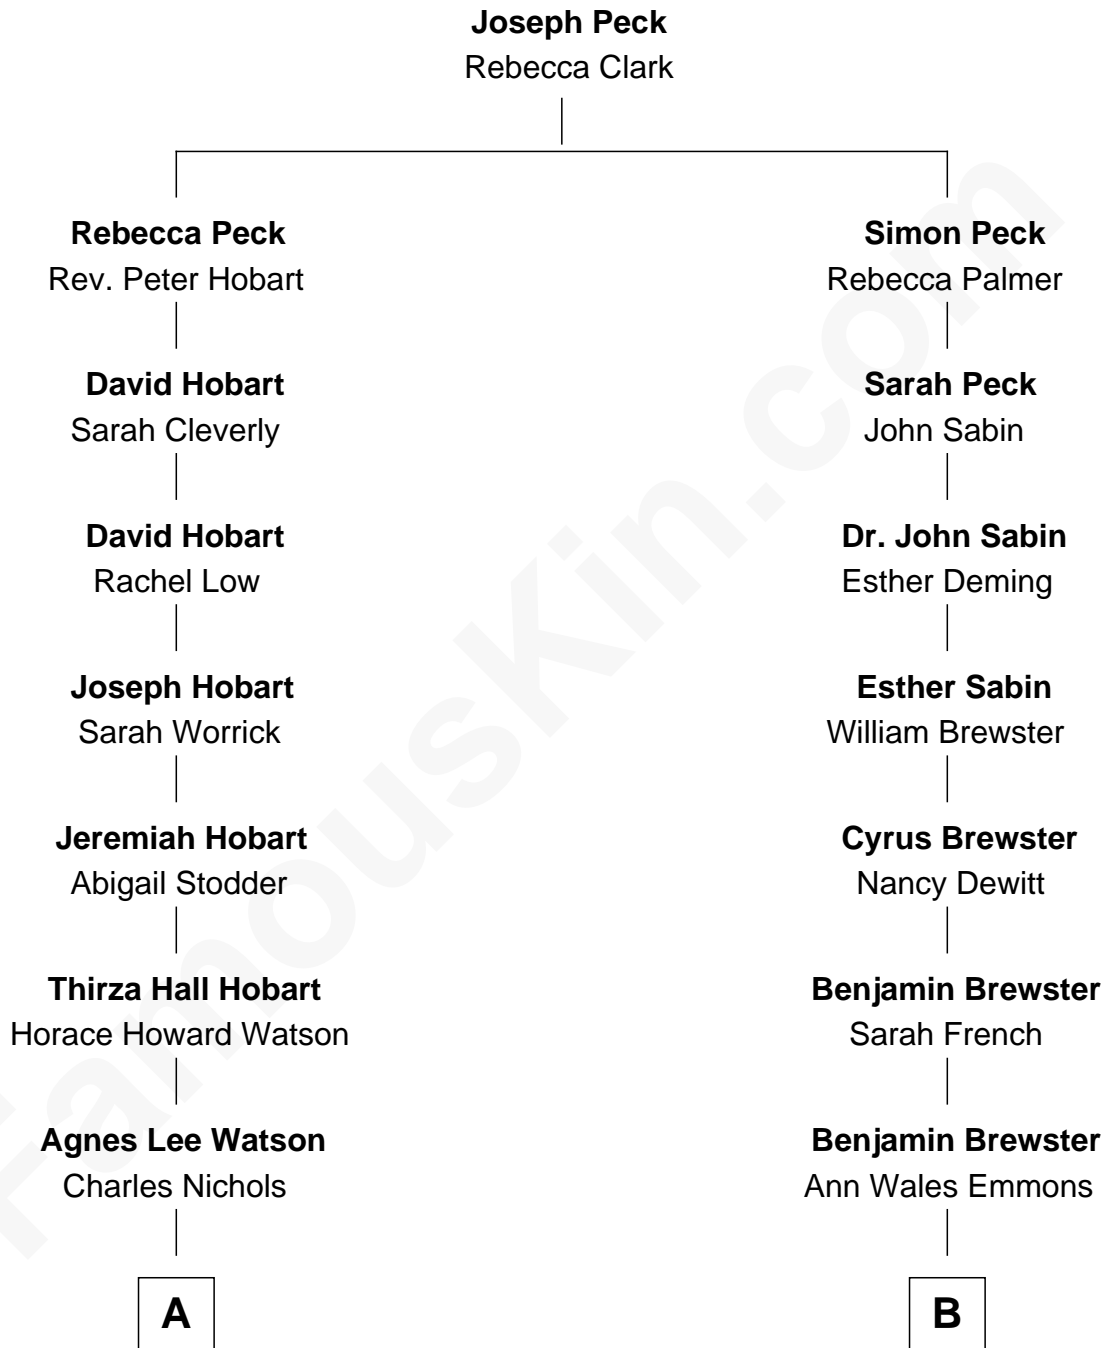 Joseph Peck
Rebecca Clark
Rebecca Peck
Rev. Peter Hobart
David Hobart
Sarah Cleverly
David Hobart
Rachel Low
Joseph Hobart
Sarah Worrick
Jeremiah Hobart
Abigail Stodder
Thirza Hall Hobart
Horace Howard Watson
Agnes Lee Watson
Charles Nichols
A
Simon Peck
Rebecca Palmer
Sarah Peck
John Sabin
Dr. John Sabin
Esther Deming
Esther Sabin
William Brewster
Cyrus Brewster
Nancy Dewitt
Benjamin Brewster
Sarah French
Benjamin Brewster
Ann Wales Emmons
B
FamousKin.com